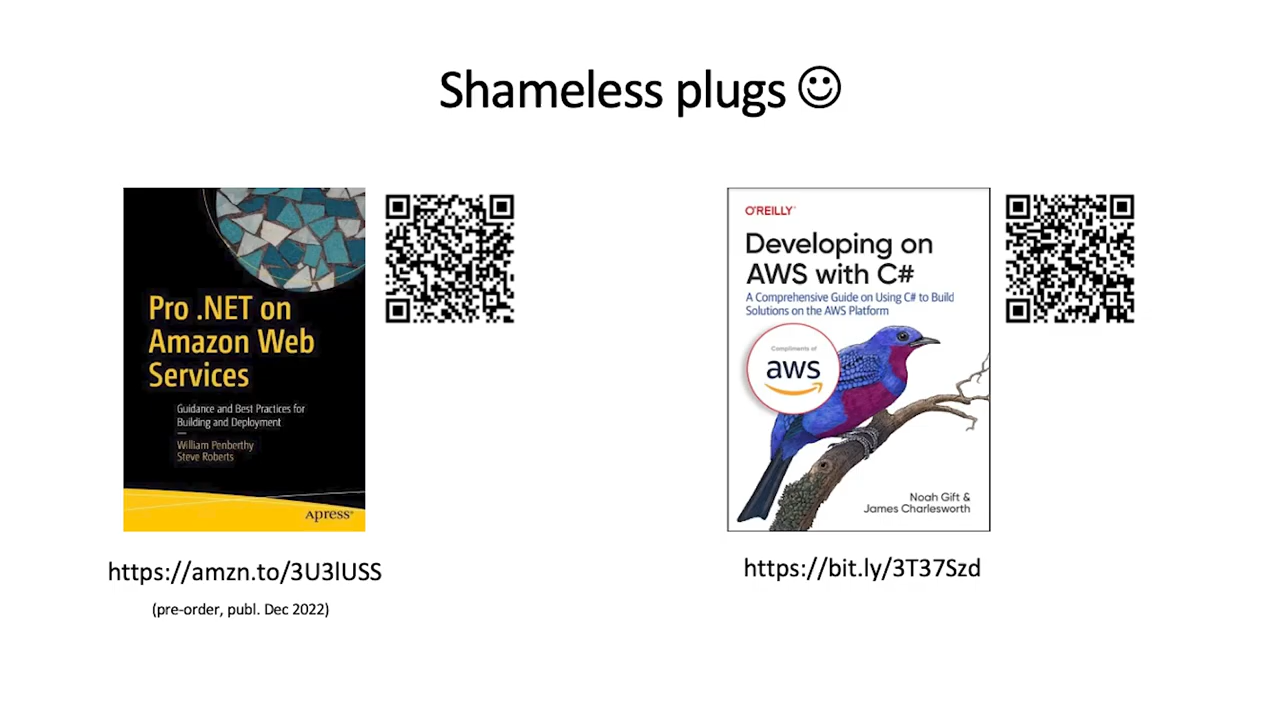 Shameless plugs ☺
Pro .NET on
Amazon Web
Services
Guidance and Best Practices for
Building and Deployment
William Penberthy
Steve Roberts
Apress®
https://amzn.to/3U3lUSS
(pre-order, publ. Dec 2022)
O'REILLY®
Developing on
AWS with C#
A Comprehensive Guide on Using C# to Build
Solutions on the AWS Platform
Compliments of
aws
Noah Gift &
James Charlesworth
https://bit.ly/3T37Szd